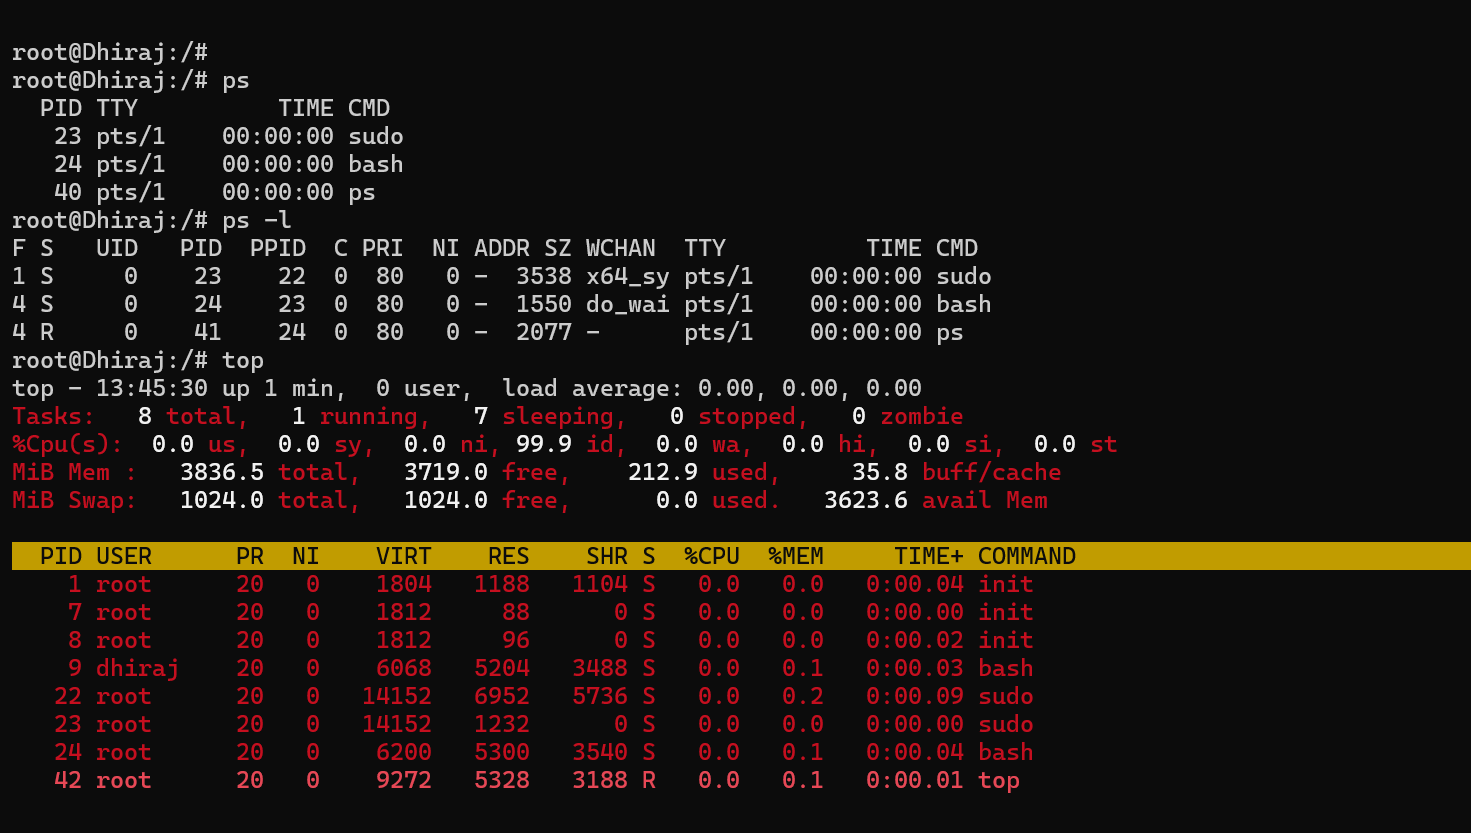 root@Dhiraj:/#
root@Dhiraj:/# ps
  PID TTY          TIME CMD
   23 pts/1    00:00:00 sudo
   24 pts/1    00:00:00 bash
   40 pts/1    00:00:00 ps
root@Dhiraj:/# ps -l
F S   UID   PID  PPID  C PRI  NI ADDR SZ WCHAN  TTY          TIME CMD
1 S     0    23    22  0  80   0 -  3538 x64_sy pts/1    00:00:00 sudo
4 S     0    24    23  0  80   0 -  1550 do_wai pts/1    00:00:00 bash
4 R     0    41    24  0  80   0 -  2077 -      pts/1    00:00:00 ps
root@Dhiraj:/# top
top - 13:45:30 up 1 min,  0 user,  load average: 0.00, 0.00, 0.00
Tasks:   8 total,   1 running,   7 sleeping,   0 stopped,   0 zombie
%Cpu(s):  0.0 us,  0.0 sy,  0.0 ni, 99.9 id,  0.0 wa,  0.0 hi,  0.0 si,  0.0 st
MiB Mem :   3836.5 total,   3719.0 free,    212.9 used,     35.8 buff/cache
MiB Swap:   1024.0 total,   1024.0 free,      0.0 used.   3623.6 avail Mem
  PID USER      PR  NI    VIRT    RES    SHR S  %CPU  %MEM     TIME+ COMMAND
    1 root      20   0    1804   1188   1104 S   0.0   0.0   0:00.04 init
    7 root      20   0    1812     88      0 S   0.0   0.0   0:00.00 init
    8 root      20   0    1812     96      0 S   0.0   0.0   0:00.02 init
    9 dhiraj    20   0    6068   5204   3488 S   0.0   0.1   0:00.03 bash
   22 root      20   0   14152   6952   5736 S   0.0   0.2   0:00.09 sudo
   23 root      20   0   14152   1232      0 S   0.0   0.0   0:00.00 sudo
   24 root      20   0    6200   5300   3540 S   0.0   0.1   0:00.04 bash
   42 root      20   0    9272   5328   3188 R   0.0   0.1   0:00.01 top